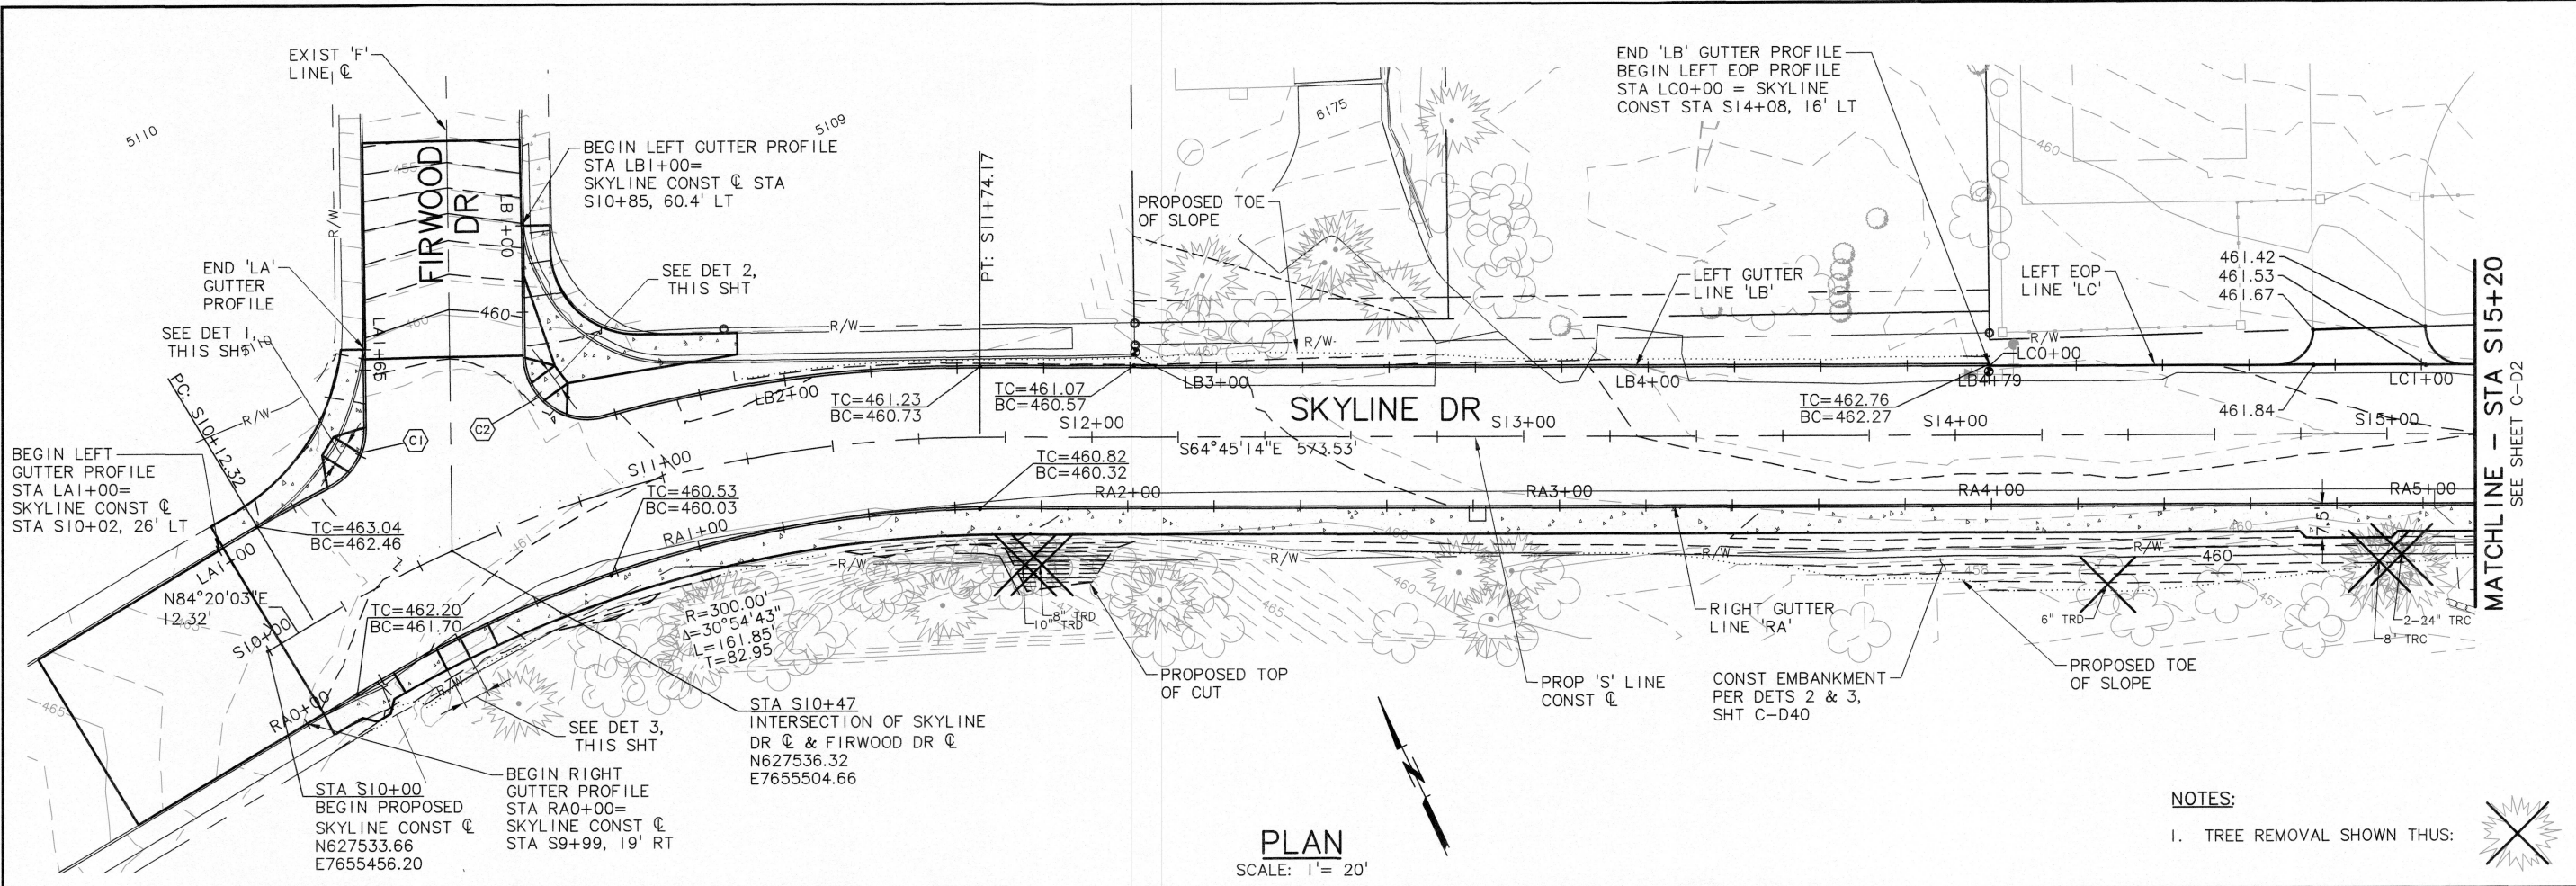 EXIST 'F'
LINE ℄
5110
5109
6175
FIRWOOD
DR
R/W
455
LB1+00
BEGIN LEFT GUTTER PROFILE
STA LB1+00=
SKYLINE CONST ℄ STA
S10+85, 60.4' LT
END 'LA'
GUTTER
PROFILE
SEE DET 1,
THIS SHT
5110
SEE DET 2,
THIS SHT
460
460
LA1+65
R/W
R/W
PT: S11+74.17
PROPOSED TOE
OF SLOPE
R/W
460
END 'LB' GUTTER PROFILE
BEGIN LEFT EOP PROFILE
STA LC0+00 = SKYLINE
CONST STA S14+08, 16' LT
LEFT GUTTER
LINE 'LB'
LEFT EOP
LINE 'LC'
460
461.42
461.53
461.67
R/W
LC0+00
MATCHLINE – STA S15+20
SEE SHEET C-D2
PC: S10+12.32
C1
C2
LB2+00
TC=461.23
BC=460.73
TC=461.07
BC=460.57
LB3+00
LB4+00
LB4+79
TC=462.76
BC=462.27
461.84
LC1+00
SKYLINE DR
S11+00
S12+00
S13+00
S14+00
S15+00
S64°45'14"E 573.53'
BEGIN LEFT
GUTTER PROFILE
STA LA1+00=
SKYLINE CONST ℄
STA S10+02, 26' LT
TC=463.04
BC=462.46
LA1+00
N84°20'03"E
12.32'
S10+00
465
461
TC=460.53
BC=460.03
TC=460.82
BC=460.32
RA1+00
RA2+00
RA3+00
RA4+00
RA5+00
7.5'
TC=462.20
BC=461.70
RA0+00
R/W
R=300.00'
Δ=30°54'43"
L=161.85'
T=82.95
R/W
R/W
R/W
460
460
460
460
458
457
465
10" TRD
8" TRD
6" TRD
2-24" TRC
8" TRC
PROPOSED TOP
OF CUT
PROP 'S' LINE
CONST ℄
RIGHT GUTTER
LINE 'RA'
CONST EMBANKMENT
PER DETS 2 & 3,
SHT C-D40
PROPOSED TOE
OF SLOPE
SEE DET 3,
THIS SHT
STA S10+47
INTERSECTION OF SKYLINE
DR ℄ & FIRWOOD DR ℄
N627536.32
E7655504.66
STA S10+00
BEGIN PROPOSED
SKYLINE CONST ℄
N627533.66
E7655456.20
BEGIN RIGHT
GUTTER PROFILE
STA RA0+00=
SKYLINE CONST ℄
STA S9+99, 19' RT
465
N
PLAN
SCALE: 1'= 20'
NOTES:
1. TREE REMOVAL SHOWN THUS: